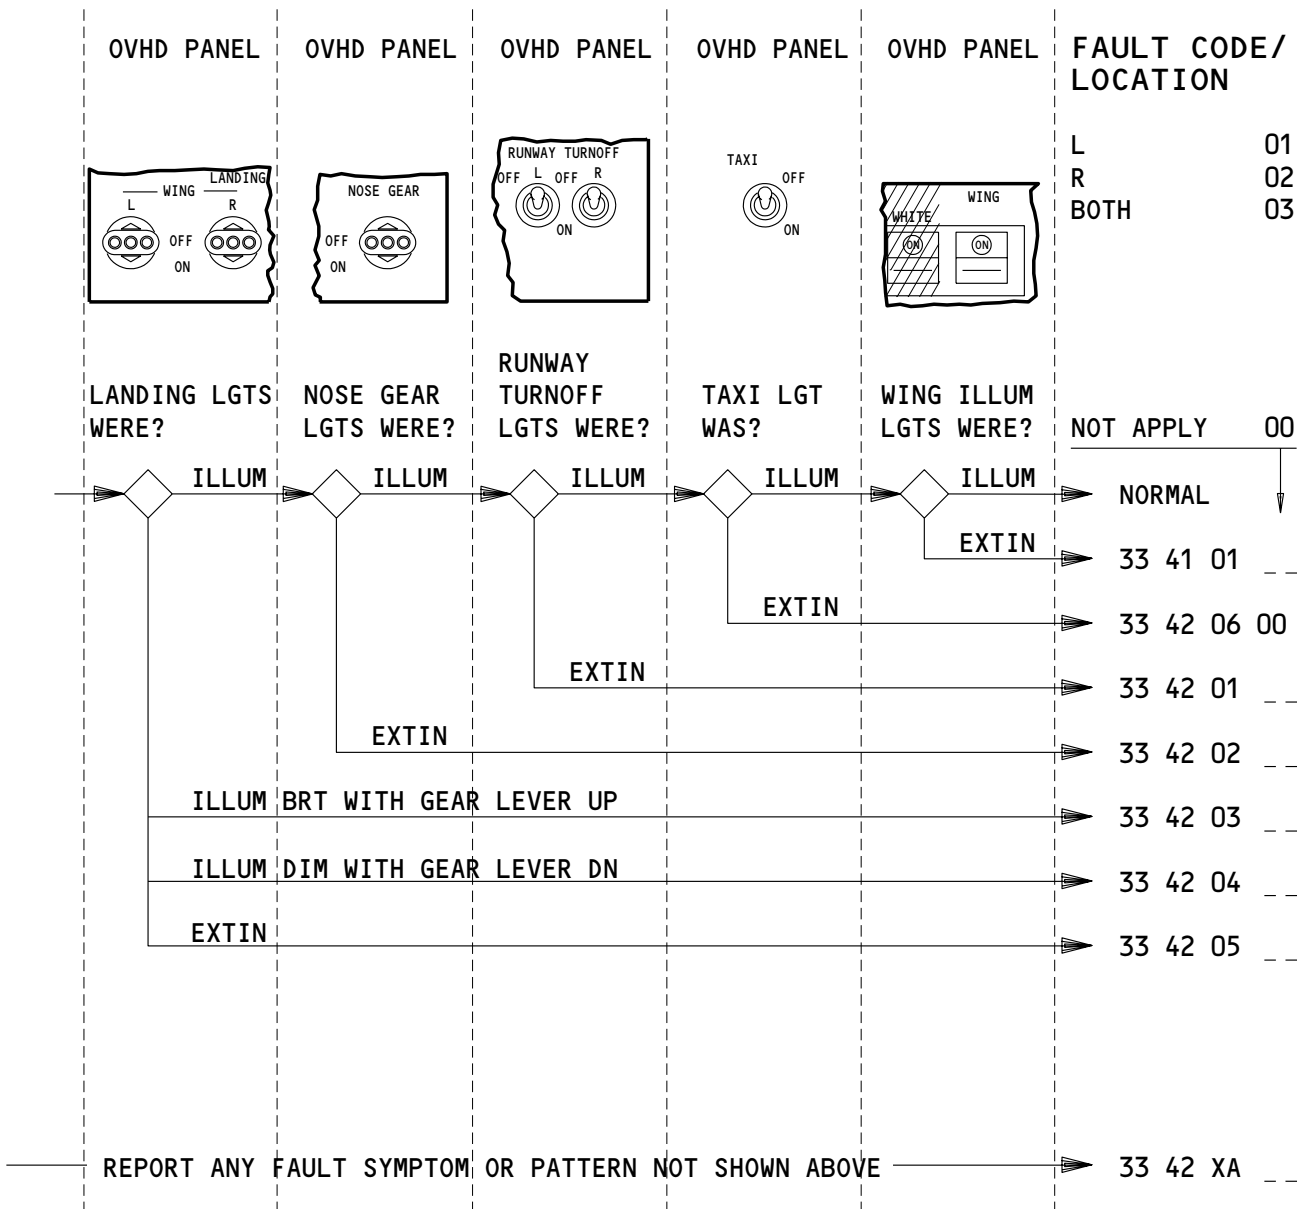 OVHD PANEL
OVHD PANEL
OVHD PANEL
OVHD PANEL
OVHD PANEL
FAULT CODE/
LOCATION
L 01
R 02
BOTH 03
LANDING
WING
L R
OFF
ON
NOSE GEAR
OFF
ON
RUNWAY TURNOFF
OFF L OFF R
ON
TAXI
OFF
ON
WING
WHITE
ON ON
LANDING LGTS
WERE?
NOSE GEAR
LGTS WERE?
RUNWAY
TURNOFF
LGTS WERE?
TAXI LGT
WAS?
WING ILLUM
LGTS WERE?
NOT APPLY 00
ILLUM ILLUM ILLUM ILLUM ILLUM NORMAL
EXTIN 33 41 01 _ _
EXTIN 33 42 06 00
EXTIN 33 42 01 _ _
EXTIN 33 42 02 _ _
ILLUM BRT WITH GEAR LEVER UP 33 42 03 _ _
ILLUM DIM WITH GEAR LEVER DN 33 42 04 _ _
EXTIN 33 42 05 _ _
REPORT ANY FAULT SYMPTOM OR PATTERN NOT SHOWN ABOVE 33 42 XA _ _